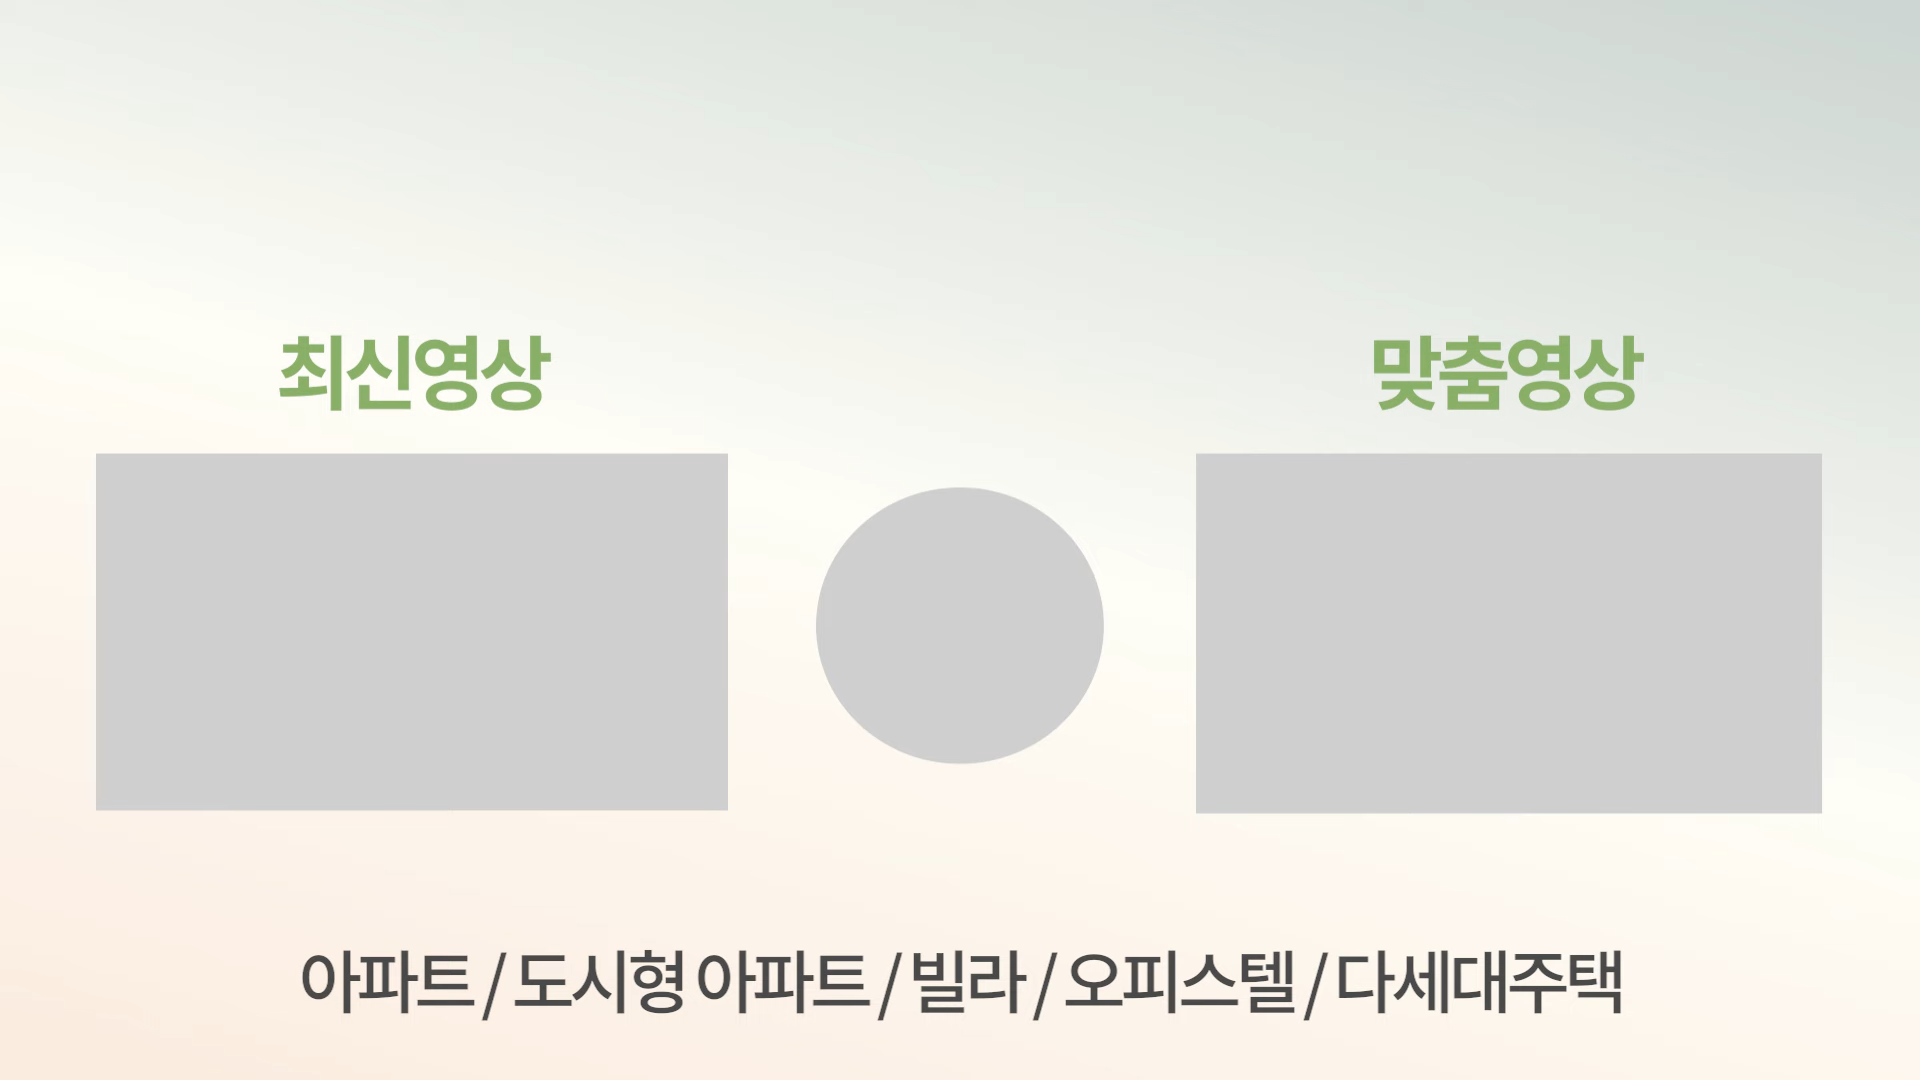 최신영상
맞춤영상
아파트 / 도시형 아파트 / 빌라 / 오피스텔 / 다세대주택